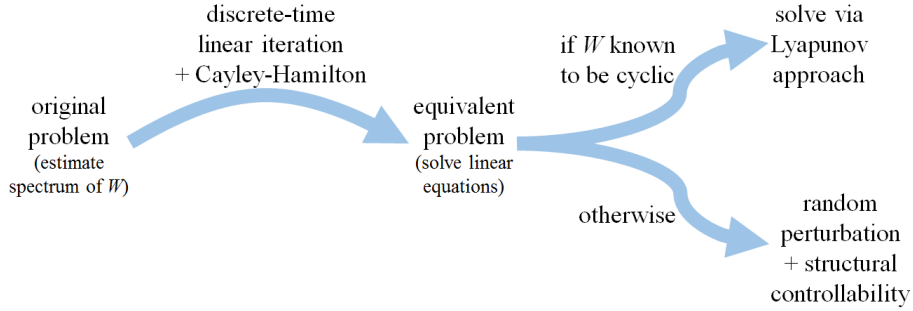 original
problem
(estimate
spectrum of W)
discrete-time
linear iteration
+ Cayley-Hamilton
equivalent
problem
(solve linear
equations)
if W known
to be cyclic
solve via
Lyapunov
approach
otherwise
random
perturbation
+ structural
controllability